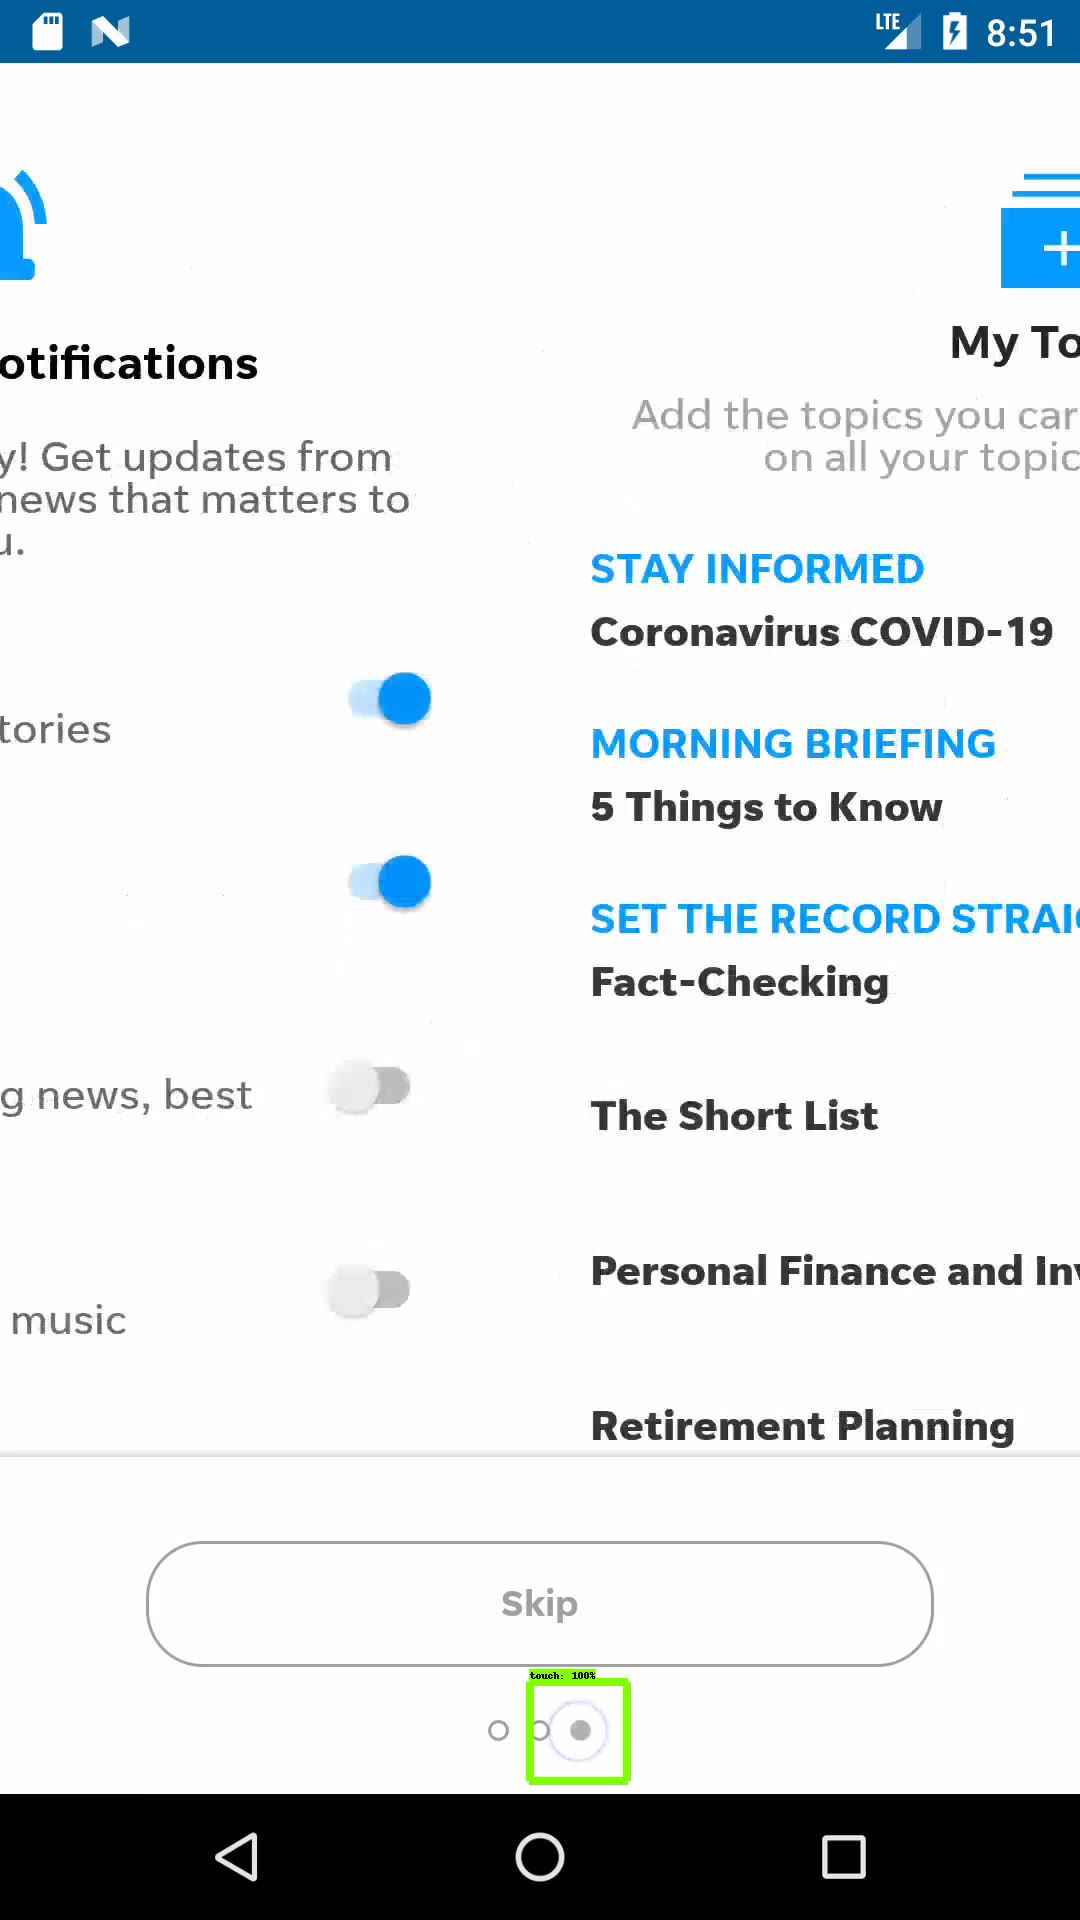 LTE 8:51
otifications
y! Get updates from
news that matters to
u.
tories
g news, best
music
My To
Add the topics you car
on all your topic
STAY INFORMED
Coronavirus COVID-19
MORNING BRIEFING
5 Things to Know
SET THE RECORD STRAIG
Fact-Checking
The Short List
Personal Finance and Inv
Retirement Planning
Skip
touch: 100%